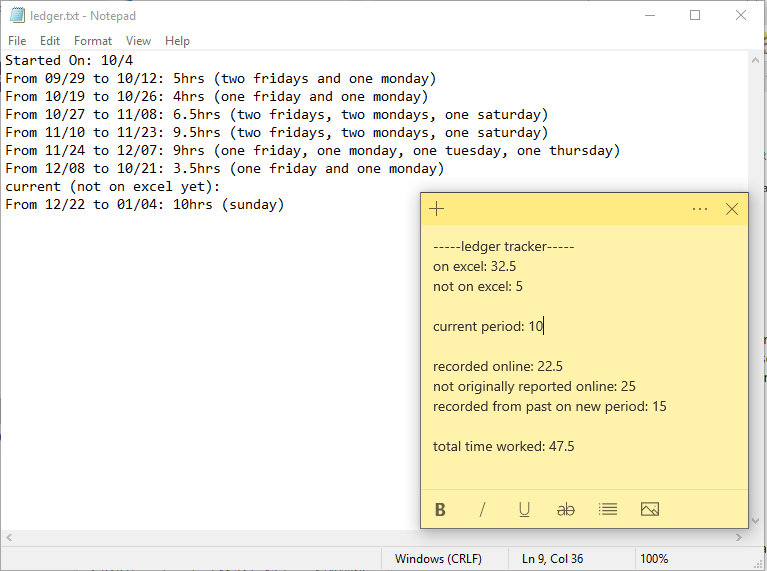 ledger.txt - Notepad
File Edit Format View Help
Started On: 10/4
From 09/29 to 10/12: 5hrs (two fridays and one monday)
From 10/19 to 10/26: 4hrs (one friday and one monday)
From 10/27 to 11/08: 6.5hrs (two fridays, two mondays, one saturday)
From 11/10 to 11/23: 9.5hrs (two fridays, two mondays, one saturday)
From 11/24 to 12/07: 9hrs (one friday, one monday, one tuesday, one thursday)
From 12/08 to 10/21: 3.5hrs (one friday and one monday)
current (not on excel yet):
From 12/22 to 01/04: 10hrs (sunday)
-----ledger tracker-----
on excel: 32.5
not on excel: 5
current period: 10
recorded online: 22.5
not originally reported online: 25
recorded from past on new period: 15
total time worked: 47.5
B / U ab
Windows (CRLF) Ln 9, Col 36 100%